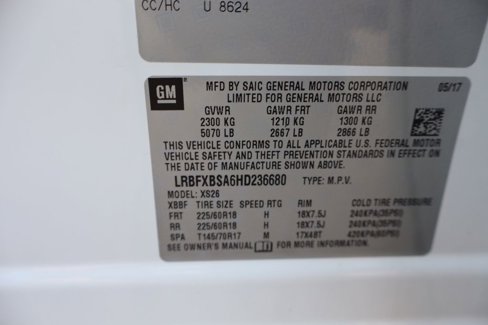 CC/HC U 8624
GM
MFD BY SAIC GENERAL MOTORS CORPORATION 05/17
LIMITED FOR GENERAL MOTORS LLC
GVWR GAWR FRT GAWR RR
2300 KG 1210 KG 1300 KG
5070 LB 2667 LB 2866 LB
THIS VEHICLE CONFORMS TO ALL APPLICABLE U.S. FEDERAL MOTOR
VEHICLE SAFETY AND THEFT PREVENTION STANDARDS IN EFFECT ON THE
DATE OF MANUFACTURE SHOWN ABOVE.
LRBFXBSA6HD236680 TYPE: M.P.V.
MODEL: XS26
XBBF TIRE SIZE SPEED RIM COLD TIRE PRESSURE
FRT 225/60R18 H 18X7.5J 240KPA(35PSI)
RR 225/60R18 H 18X7.5J 240KPA(35PSI)
SPA T145/70R17 M 17X4BT 420KPA(60PSI)
SEE OWNER'S MANUAL FOR MORE INFORMATION.